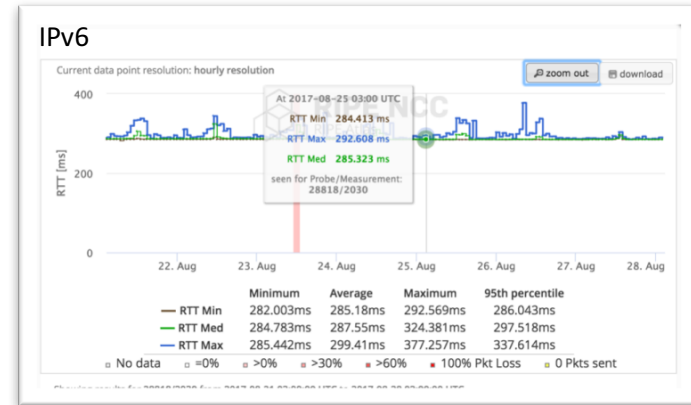 IPv6
Current data point resolution: hourly resolution
zoom out
download
At 2017-08-25 03:00 UTC
RTT Min 284.413 ms
RTT Max 292.608 ms
RTT Med 285.323 ms
seen for Probe/Measurement:
28818/2030
RIPE NCC
RTT [ms]
400
200
0
22. Aug 23. Aug 24. Aug 25. Aug 26. Aug 27. Aug 28. Aug
Minimum Average Maximum 95th percentile
RTT Min 282.003ms 285.18ms 292.569ms 286.043ms
RTT Med 284.783ms 287.55ms 324.381ms 297.518ms
RTT Max 285.442ms 299.41ms 377.257ms 337.614ms
No data =0% >0% >30% >60% 100% Pkt Loss 0 Pkts sent